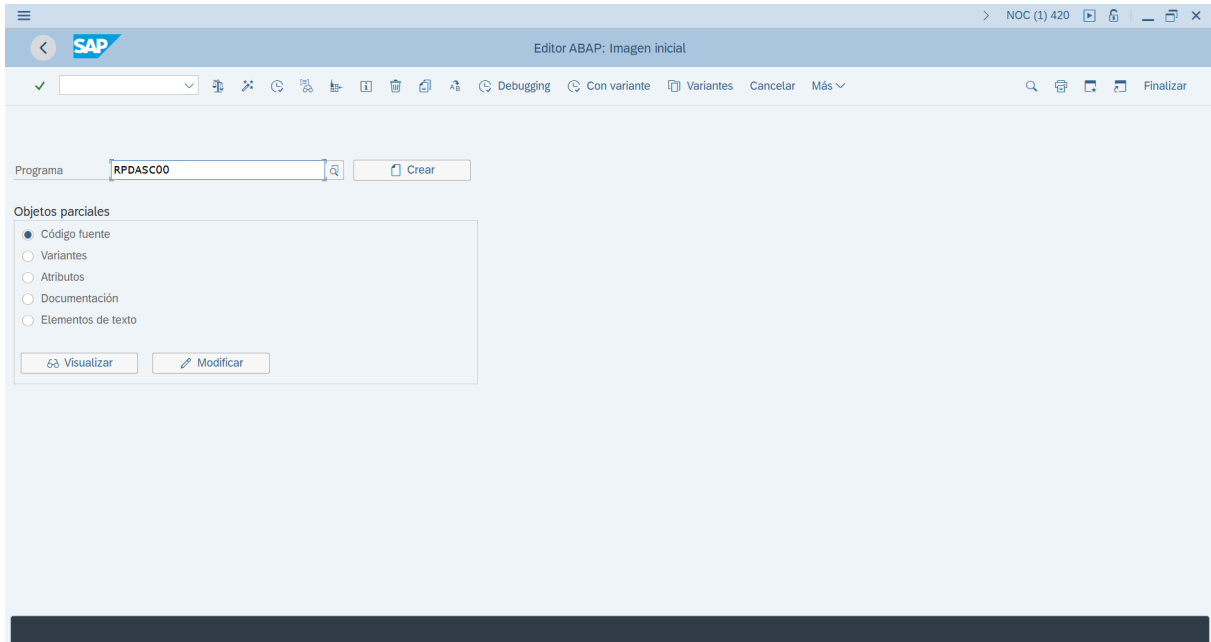 NOC (1) 420
SAP
Editor ABAP: Imagen inicial
Debugging Con variante Variantes Cancelar Más Finalizar
Programa RPDASC00 Crear
Objetos parciales
Código fuente
Variantes
Atributos
Documentación
Elementos de texto
Visualizar Modificar